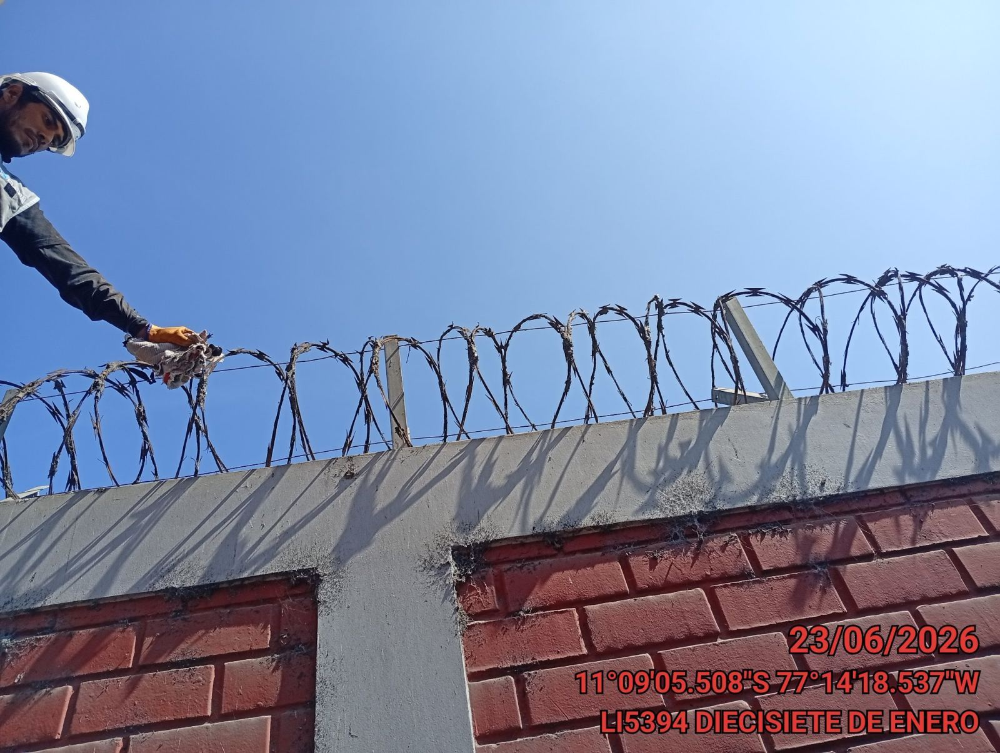 23/06/2026
11°09'05.508"S 77°14'18.537"W
LI5394 DIECISIETE DE ENERO